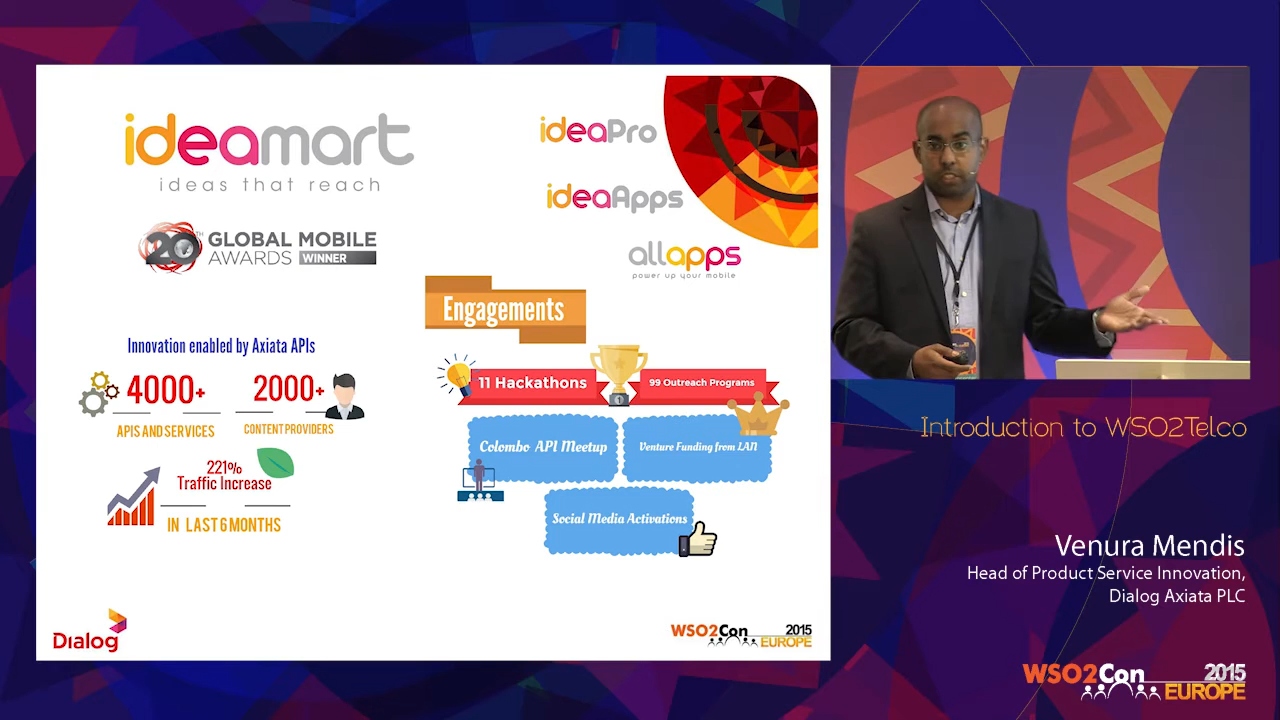 ideamart
ideas that reach
20TH GLOBAL MOBILE
AWARDS WINNER
ideaPro
ideaApps
allapps
power up your mobile
Engagements
Innovation enabled by Axiata APIs
4000+
APIS AND SERVICES
2000+
CONTENT PROVIDERS
221%
Traffic Increase
IN LAST 6 MONTHS
11 Hackathons
99 Outreach Programs
1
Colombo API Meetup
Venture Funding from LAN
Social Media Activations
Dialog
WSO2Con 2015
EUROPE
Introduction to WSO2Telco
Venura Mendis
Head of Product Service Innovation,
Dialog Axiata PLC
WSO2Con 2015
EUROPE